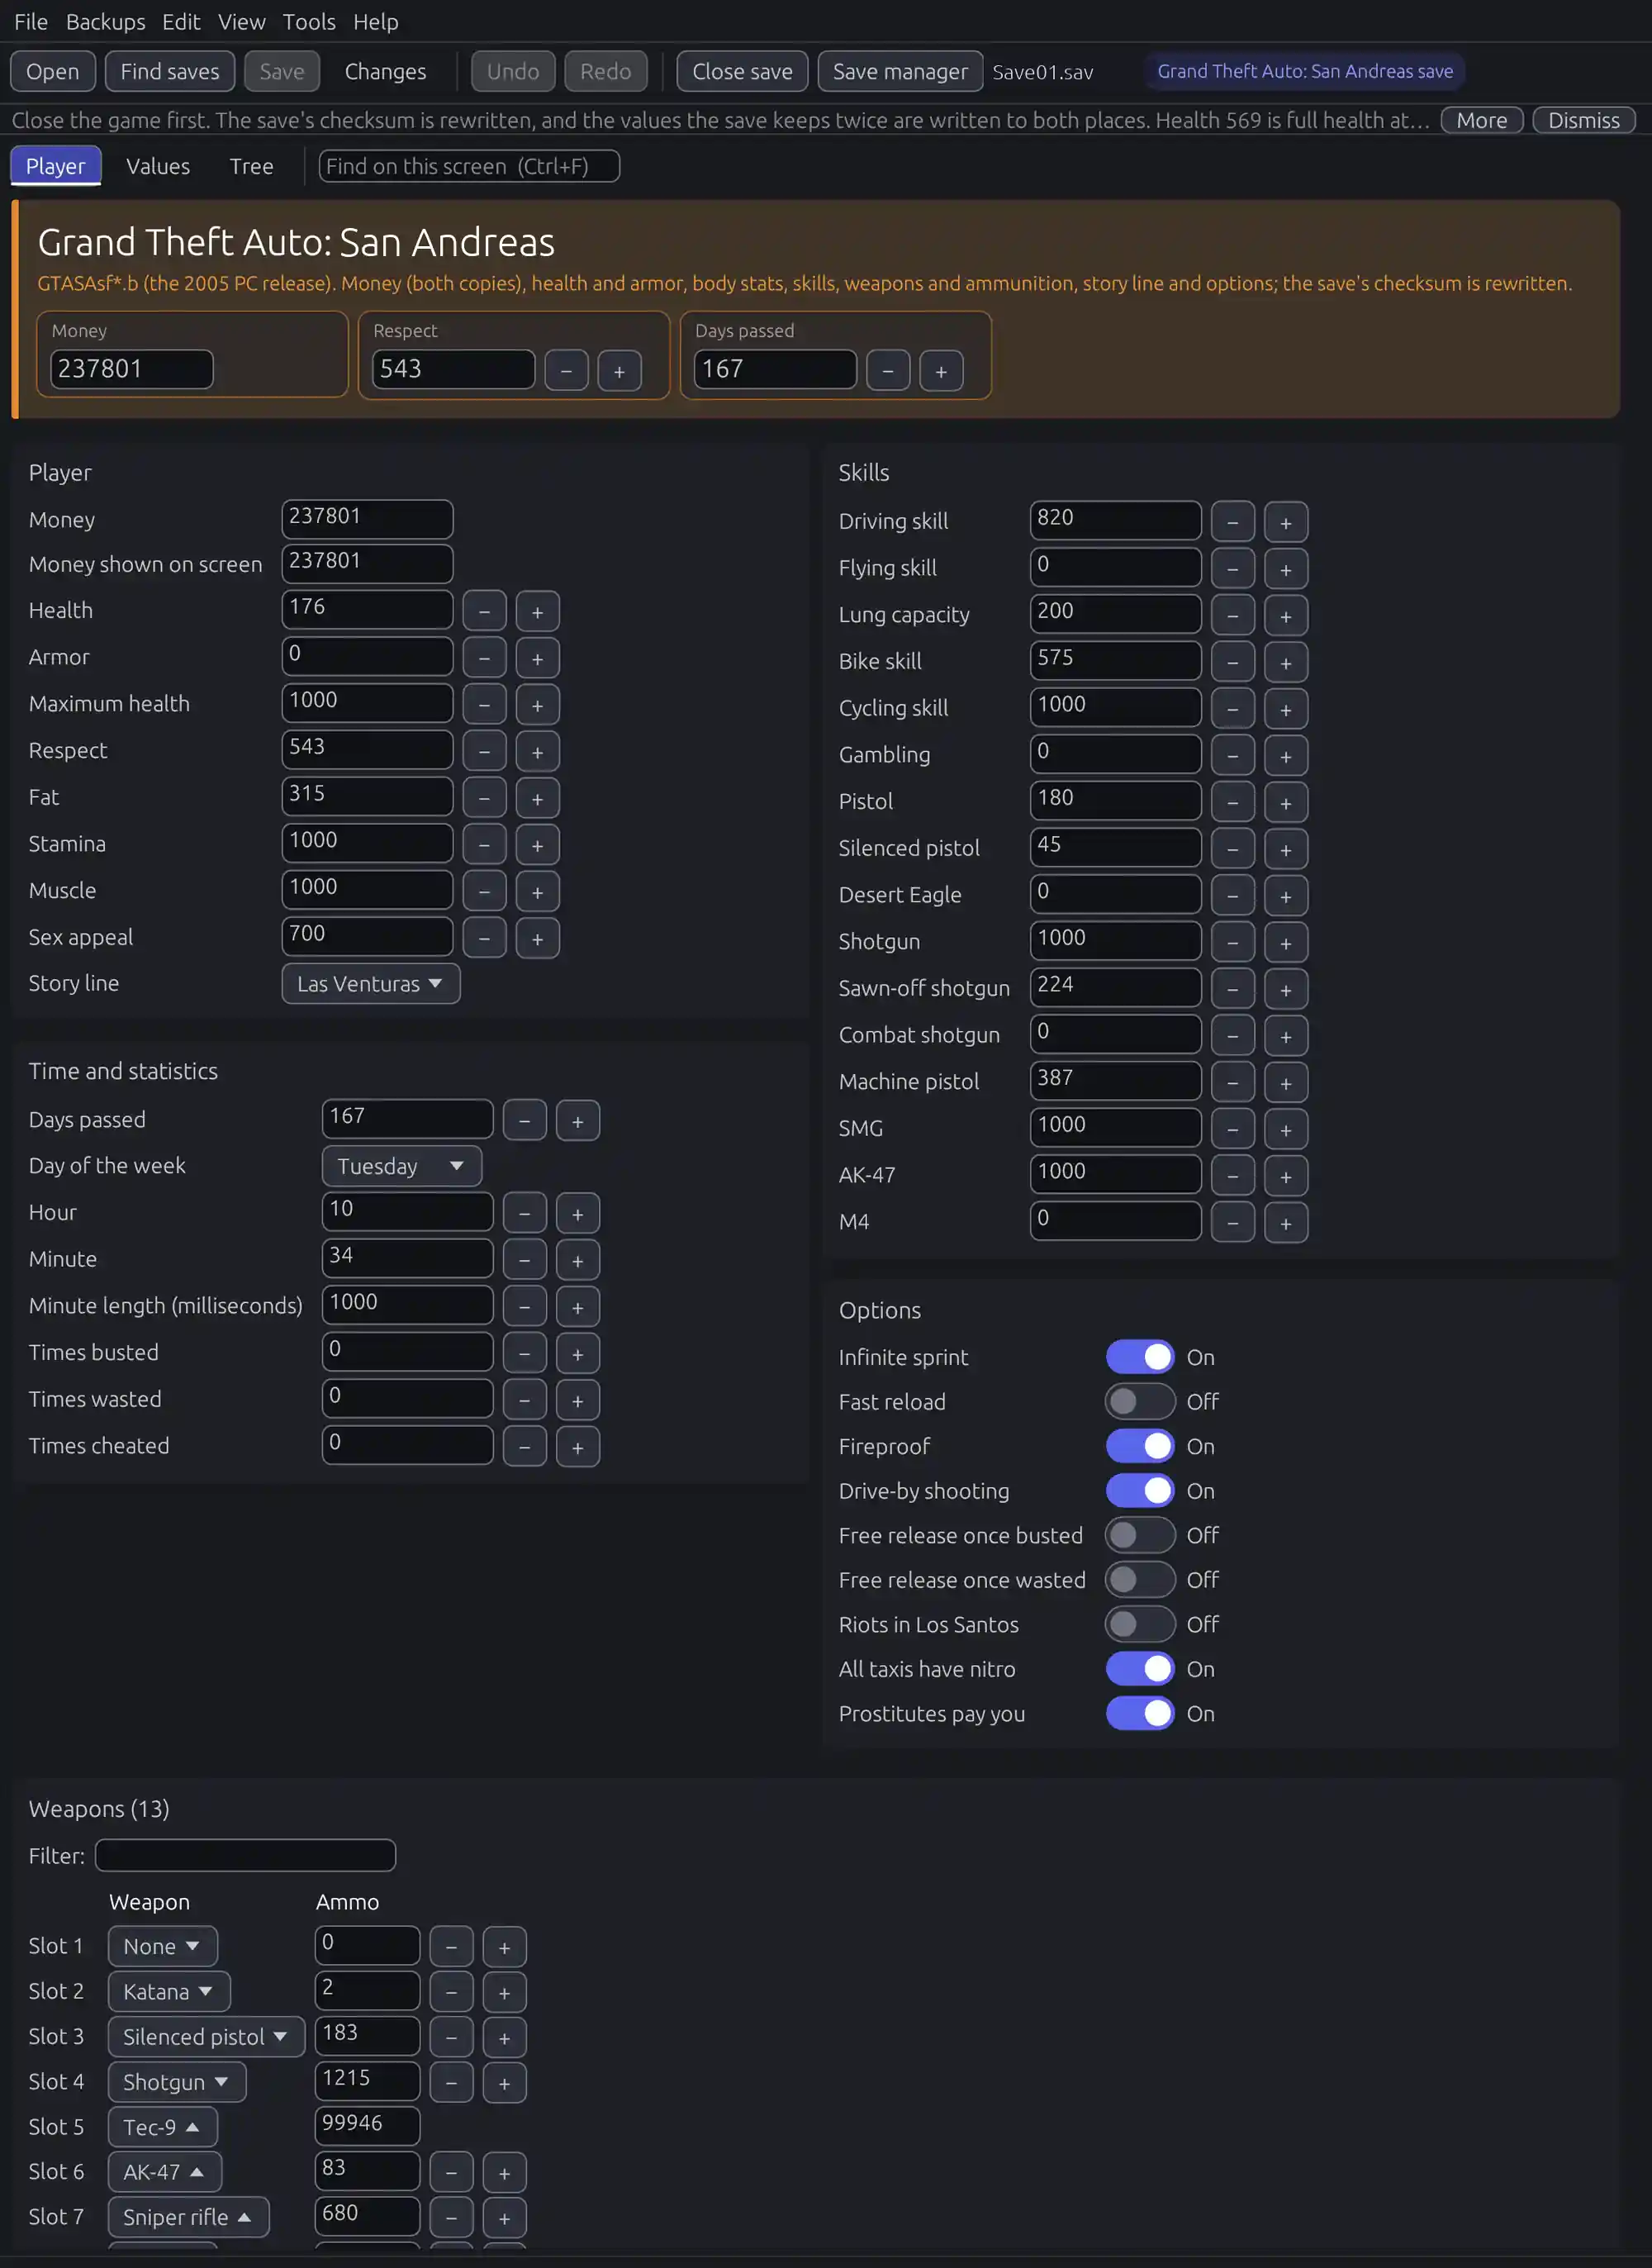 File Backups Edit View Tools Help
Open Find saves Save Changes Undo Redo Close save Save manager Save01.sav Grand Theft Auto: San Andreas save
Close the game first. The save's checksum is rewritten, and the values the save keeps twice are written to both places. Health 569 is full health at… More Dismiss
Player Values Tree Find on this screen (Ctrl+F)
Grand Theft Auto: San Andreas
GTASAsf*.b (the 2005 PC release). Money (both copies), health and armor, body stats, skills, weapons and ammunition, story line and options; the save's checksum is rewritten.
Money Respect Days passed
237801 543 − + 167 − +
Player
Money 237801
Money shown on screen 237801
Health 176 − +
Armor 0 − +
Maximum health 1000 − +
Respect 543 − +
Fat 315 − +
Stamina 1000 − +
Muscle 1000 − +
Sex appeal 700 − +
Story line Las Venturas
Time and statistics
Days passed 167 − +
Day of the week Tuesday
Hour 10 − +
Minute 34 − +
Minute length (milliseconds) 1000 − +
Times busted 0 − +
Times wasted 0 − +
Times cheated 0 − +
Skills
Driving skill 820 − +
Flying skill 0 − +
Lung capacity 200 − +
Bike skill 575 − +
Cycling skill 1000 − +
Gambling 0 − +
Pistol 180 − +
Silenced pistol 45 − +
Desert Eagle 0 − +
Shotgun 1000 − +
Sawn-off shotgun 224 − +
Combat shotgun 0 − +
Machine pistol 387 − +
SMG 1000 − +
AK-47 1000 − +
M4 0 − +
Options
Infinite sprint On
Fast reload Off
Fireproof On
Drive-by shooting On
Free release once busted Off
Free release once wasted Off
Riots in Los Santos Off
All taxis have nitro On
Prostitutes pay you On
Weapons (13)
Filter:
Weapon Ammo
Slot 1 None 0 − +
Slot 2 Katana 2 − +
Slot 3 Silenced pistol 183 − +
Slot 4 Shotgun 1215 − +
Slot 5 Tec-9 99946
Slot 6 AK-47 83 − +
Slot 7 Sniper rifle 680 − +